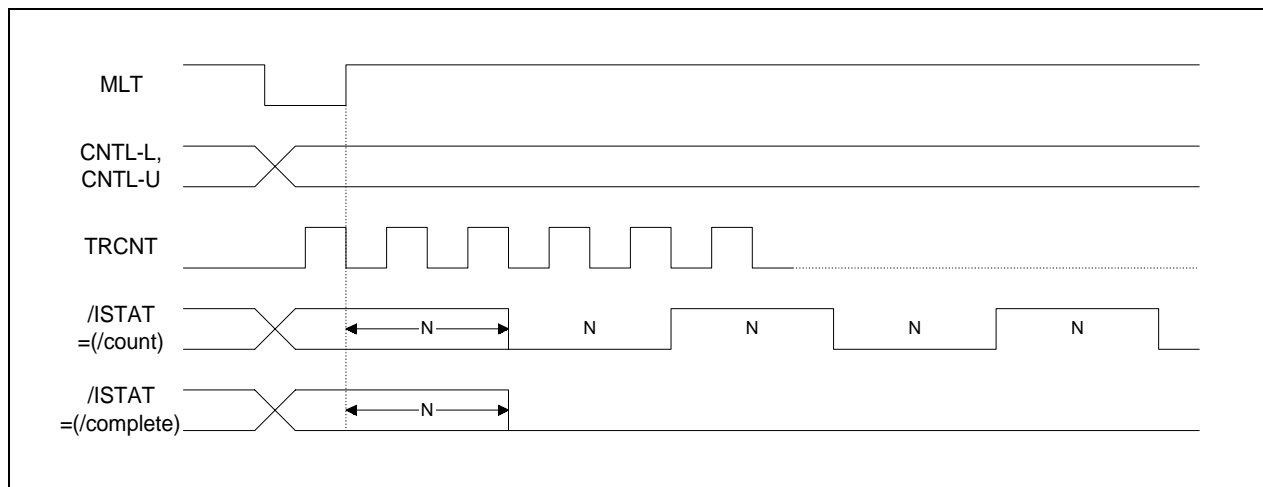 MLT
CNTL-L,
CNTL-U
TRCNT
/ISTAT
=(/count)
N N N N N
/ISTAT
=(/complete)
N